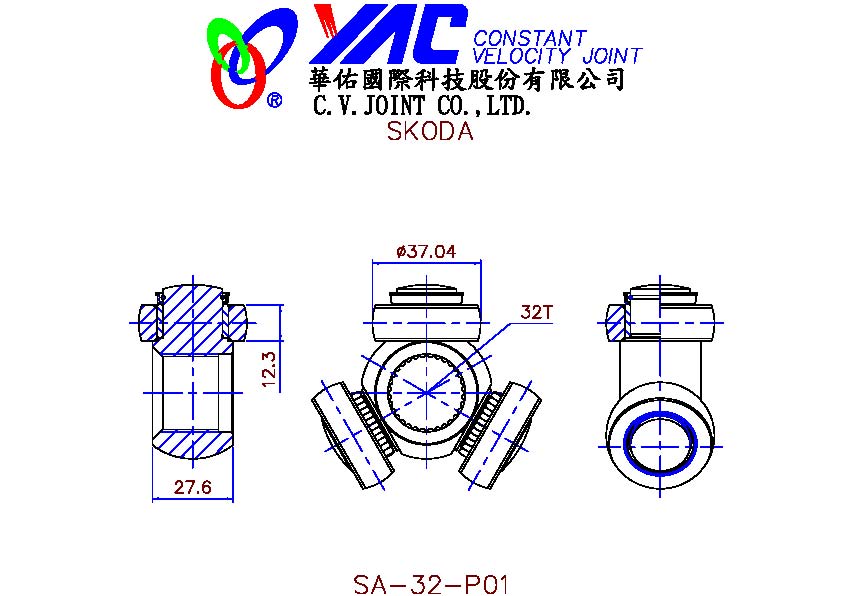 YAC CONSTANT
VELOCITY JOINT
®
華佑國際科技股份有限公司
C.V.JOINT CO.,LTD.
SKODA
ø37.04
32T
12.3
27.6
SA-32-P01